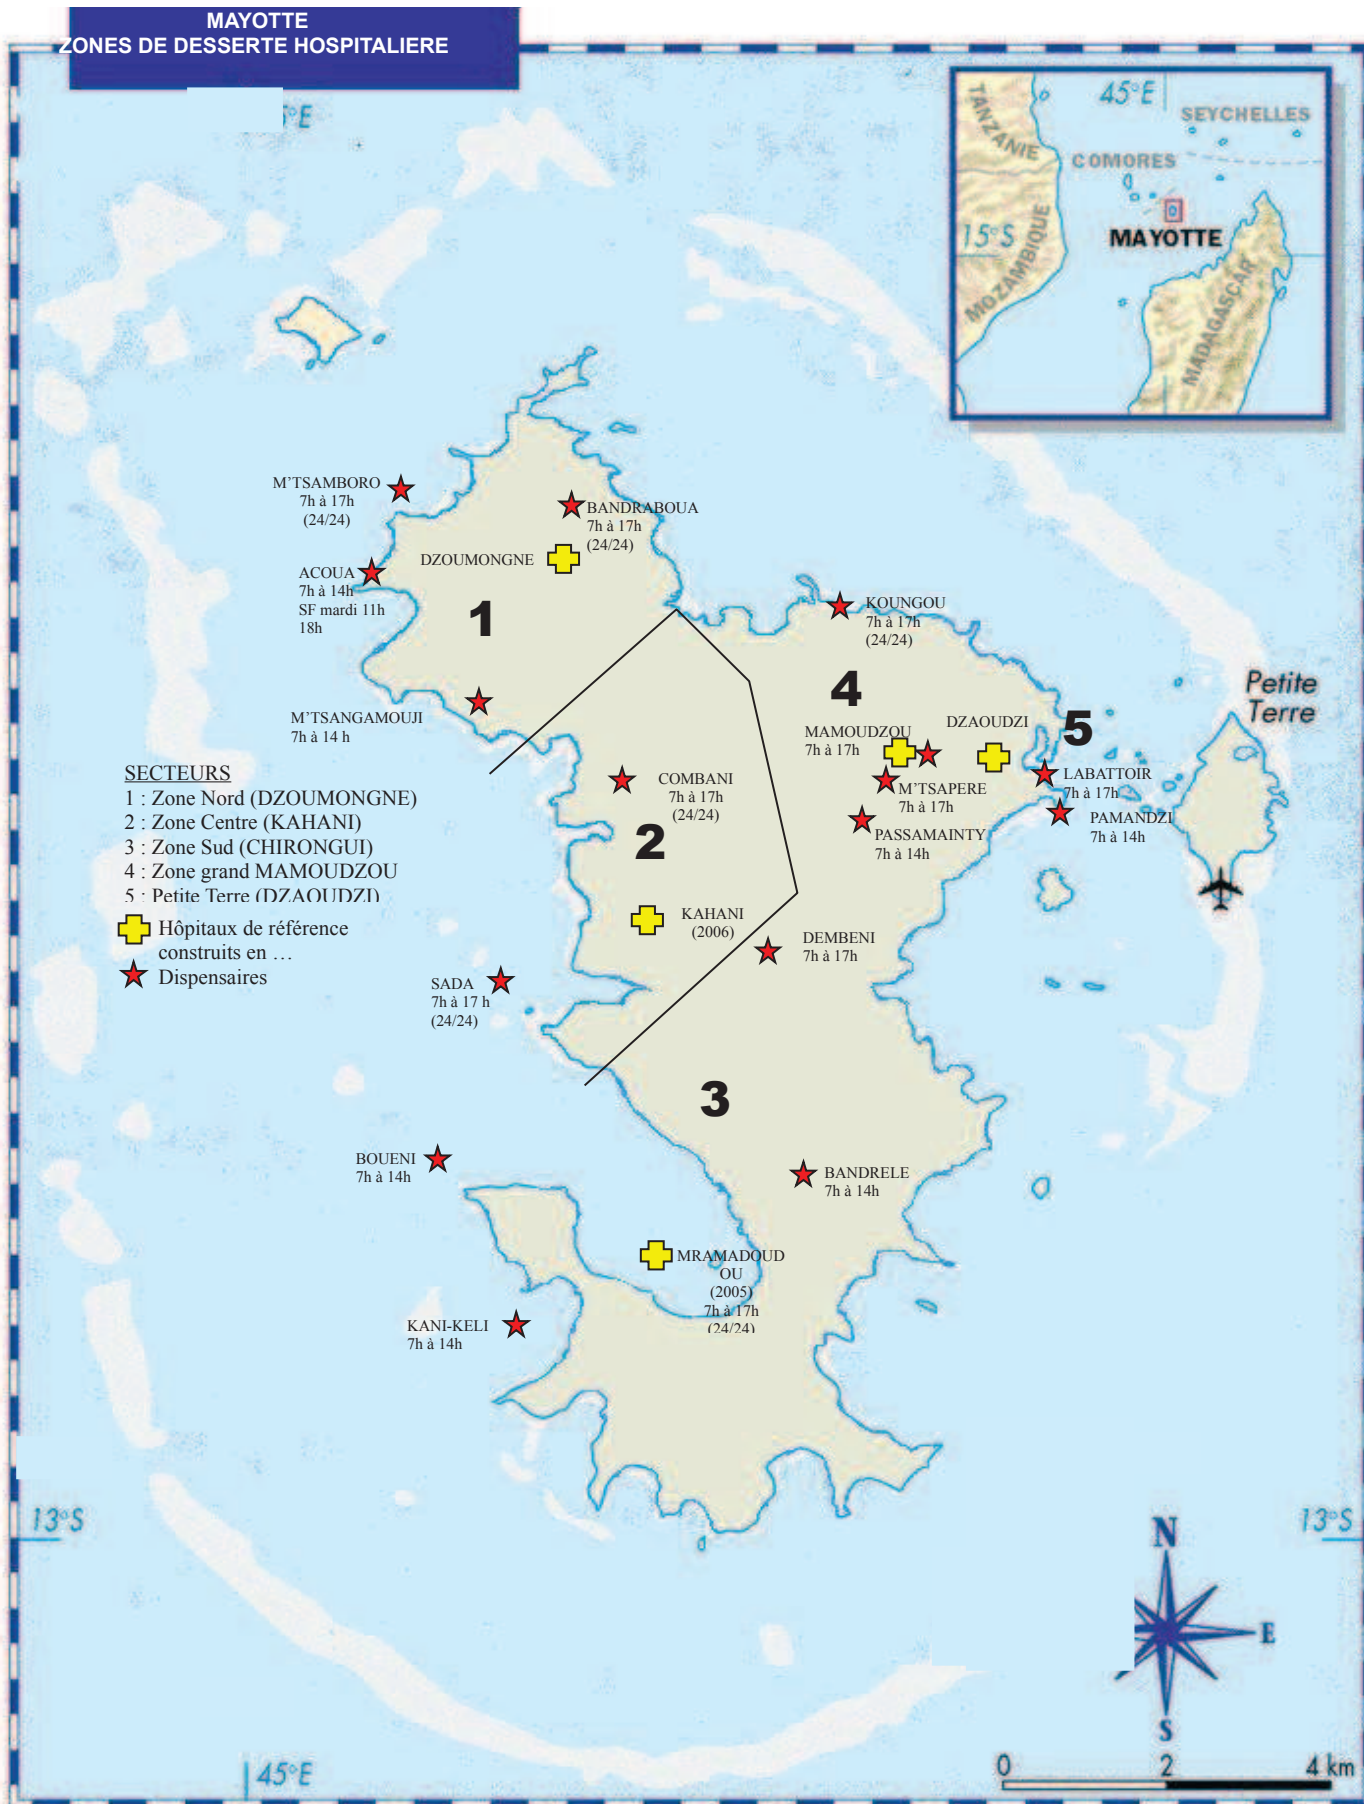 MAYOTTE
ZONES DE DESSERTE HOSPITALIERE
5°E
45°E
TANZANIE
SEYCHELLES
COMORES
MOZAMBIQUE
15°S
MAYOTTE
MADAGASCAR
M'TSAMBORO
7h à 17h
(24/24)
BANDRABOUA
7h à 17h
(24/24)
DZOUMONGNE
ACOUA
7h à 14h
SF mardi 11h
18h
1
KOUNGOU
7h à 17h
(24/24)
4
Petite
Terre
M'TSANGAMOUJI
7h à 14 h
MAMOUDZOU
7h à 17h
DZAOUDZI
5
LABATTOIR
7h à 17h
M'TSAPERE
7h à 17h
PAMANDZI
7h à 14h
PASSAMAINTY
7h à 14h
COMBANI
7h à 17h
(24/24)
2
SECTEURS
1 : Zone Nord (DZOUMONGNE)
2 : Zone Centre (KAHANI)
3 : Zone Sud (CHIRONGUI)
4 : Zone grand MAMOUDZOU
5 : Petite Terre (DZAOUDZI)
Hôpitaux de référence
construits en …
Dispensaires
KAHANI
(2006)
DEMBENI
7h à 17h
SADA
7h à 17 h
(24/24)
3
BOUENI
7h à 14h
BANDRELE
7h à 14h
MRAMADOUD
OU
(2005)
7h à 17h
(24/24)
KANI-KELI
7h à 14h
13°S
13°S
N
E
S
45°E
0 2 4 km